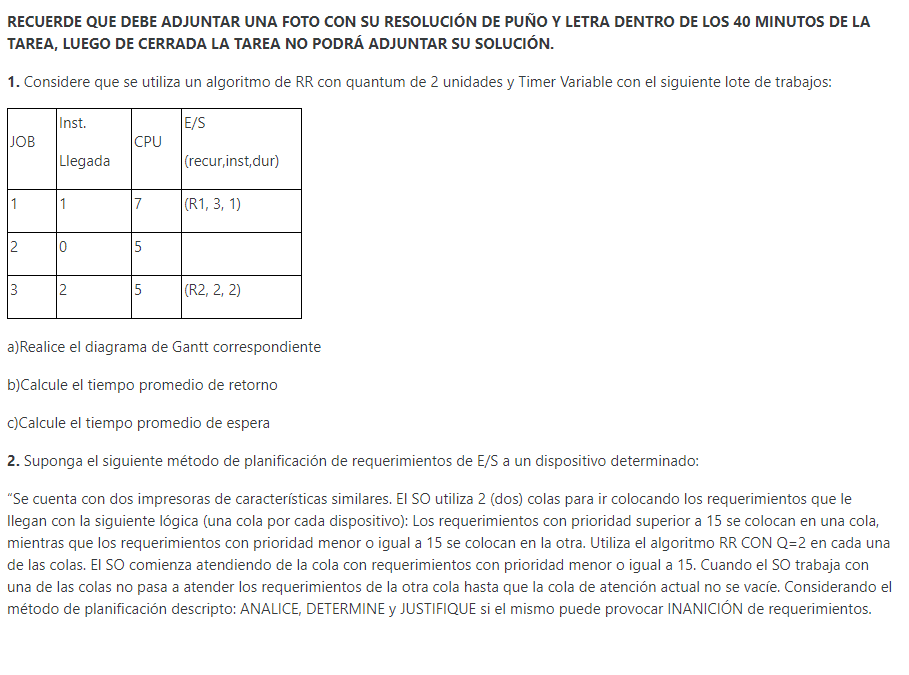 RECUERDE QUE DEBE ADJUNTAR UNA FOTO CON SU RESOLUCIÓN DE PUÑO Y LETRA DENTRO DE LOS 40 MINUTOS DE LA
TAREA, LUEGO DE CERRADA LA TAREA NO PODRÁ ADJUNTAR SU SOLUCIÓN.
1. Considere que se utiliza un algoritmo de RR con quantum de 2 unidades y Timer Variable con el siguiente lote de trabajos:
JOB Inst. Llegada CPU E/S (recur,inst,dur)
1 1 7 (R1, 3, 1)
2 0 5
3 2 5 (R2, 2, 2)
a)Realice el diagrama de Gantt correspondiente
b)Calcule el tiempo promedio de retorno
c)Calcule el tiempo promedio de espera
2. Suponga el siguiente método de planificación de requerimientos de E/S a un dispositivo determinado:
“Se cuenta con dos impresoras de características similares. El SO utiliza 2 (dos) colas para ir colocando los requerimientos que le
llegan con la siguiente lógica (una cola por cada dispositivo): Los requerimientos con prioridad superior a 15 se colocan en una cola,
mientras que los requerimientos con prioridad menor o igual a 15 se colocan en la otra. Utiliza el algoritmo RR CON Q=2 en cada una
de las colas. El SO comienza atendiendo de la cola con requerimientos con prioridad menor o igual a 15. Cuando el SO trabaja con
una de las colas no pasa a atender los requerimientos de la otra cola hasta que la cola de atención actual no se vacíe. Considerando el
método de planificación descripto: ANALICE, DETERMINE y JUSTIFIQUE si el mismo puede provocar INANICIÓN de requerimientos.